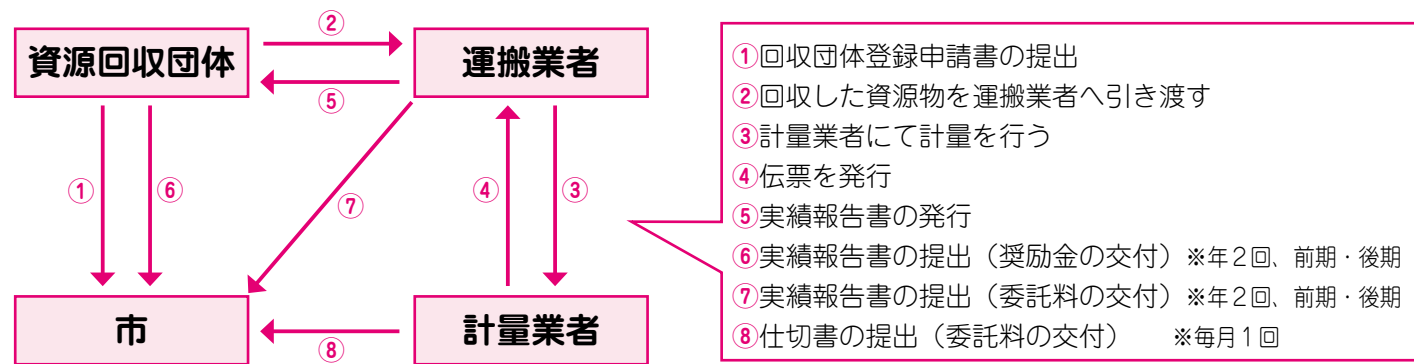 ②
資源回収団体
運搬業者
⑤
①
⑥
⑦
④
③
市
計量業者
⑧
①回収団体登録申請書の提出
②回収した資源物を運搬業者へ引き渡す
③計量業者にて計量を行う
④伝票を発行
⑤実績報告書の発行
⑥実績報告書の提出（奨励金の交付）※年２回、前期・後期
⑦実績報告書の提出（委託料の交付）※年２回、前期・後期
⑧仕切書の提出（委託料の交付）　　※毎月１回